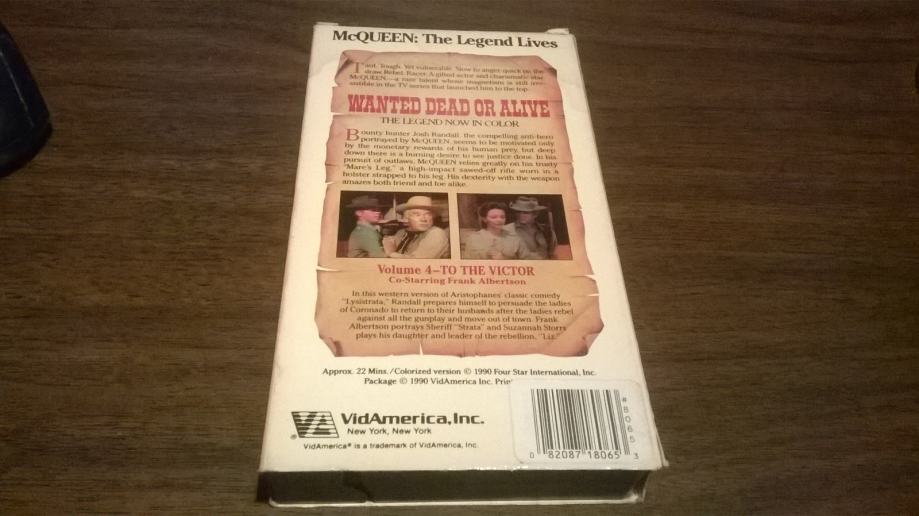 McQUEEN: The Legend Lives
Taut. Tough. Yet vulnerable. Slow to anger quick on the
draw. Rebel. Racer. A gifted actor and charismatic star
McQUEEN—a rare talent whose magnetism is still irre-
sistible in the TV series that launched him to the top.
WANTED DEAD OR ALIVE
THE LEGEND NOW IN COLOR
Bounty hunter Josh Randall, the compelling anti-hero
portrayed by McQUEEN, seems to be motivated only
by the monetary rewards of his human prey, but deep
down there is a burning desire to see justice done. In his
pursuit of outlaws, McQUEEN relies greatly on his trusty
"Mare's Leg," a high-impact sawed-off rifle worn in a
holster strapped to his leg. His dexterity with the weapon
amazes both friend and foe alike.
Volume 4—TO THE VICTOR
Co-Starring Frank Albertson
In this western version of Aristophanes' classic comedy
"Lysistrata," Randall prepares himself to persuade the ladies
of Coronado to return to their husbands after the ladies rebel
against all the gunplay and move out of town. Frank
Albertson portrays Sheriff "Strata" and Suzannah Storrs
plays his daughter and leader of the rebellion, "Liz."
Approx. 22 Mins./Colorized version © 1990 Four Star International, Inc.
Package © 1990 VidAmerica Inc.
VidAmerica, Inc.
New York, New York
VidAmerica® is a trademark of VidAmerica, Inc.
#8065
0 82087 18065 3